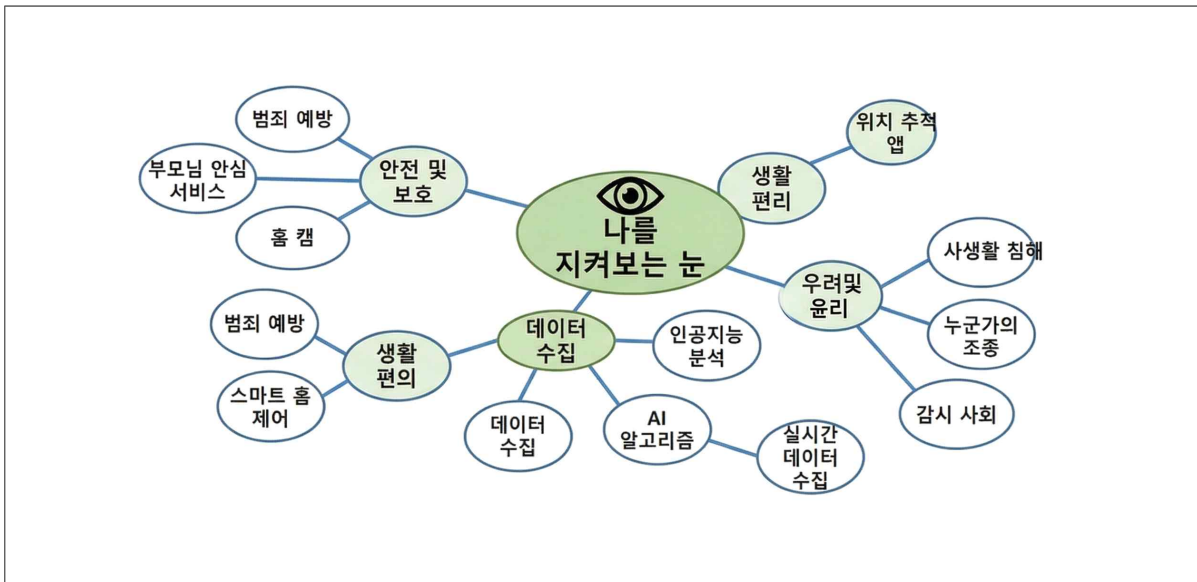 범죄 예방
부모님 안심
서비스
홈 캠
안전 및
보호
나를
지켜보는 눈
생활
편리
위치 추적
앱
우려및
윤리
사생활 침해
누군가의
조종
감시 사회
데이터
수집
인공지능
분석
AI
알고리즘
실시간
데이터
수집
데이터
수집
생활
편의
범죄 예방
스마트 홈
제어